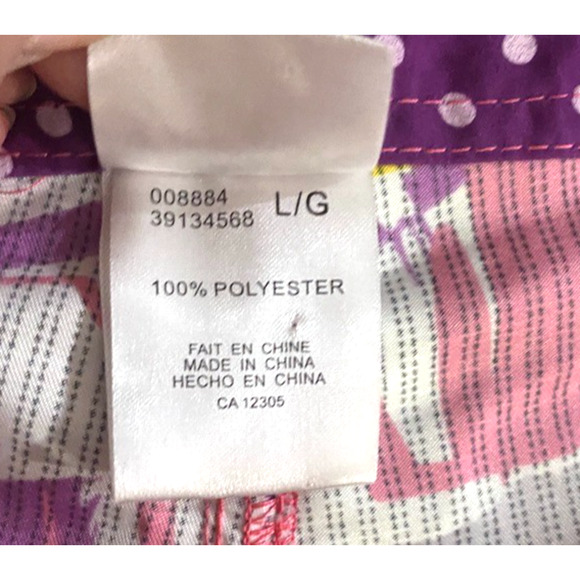 008884 L/G
39134568
100% POLYESTER
FAIT EN CHINE
MADE IN CHINA
HECHO EN CHINA
CA 12305